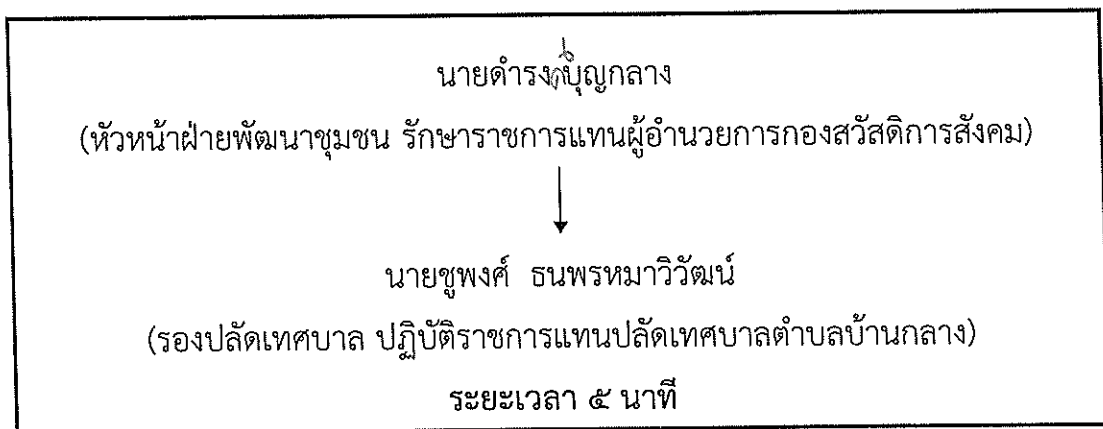 นายดำรง บุญกลาง
(หัวหน้าฝ่ายพัฒนาชุมชน รักษาราชการแทนผู้อำนวยการกองสวัสดิการสังคม)
นายชูพงศ์ ธนพรหมาวิวัฒน์
(รองปลัดเทศบาล ปฏิบัติราชการแทนปลัดเทศบาลตำบลบ้านกลาง)
ระยะเวลา ๕ นาที